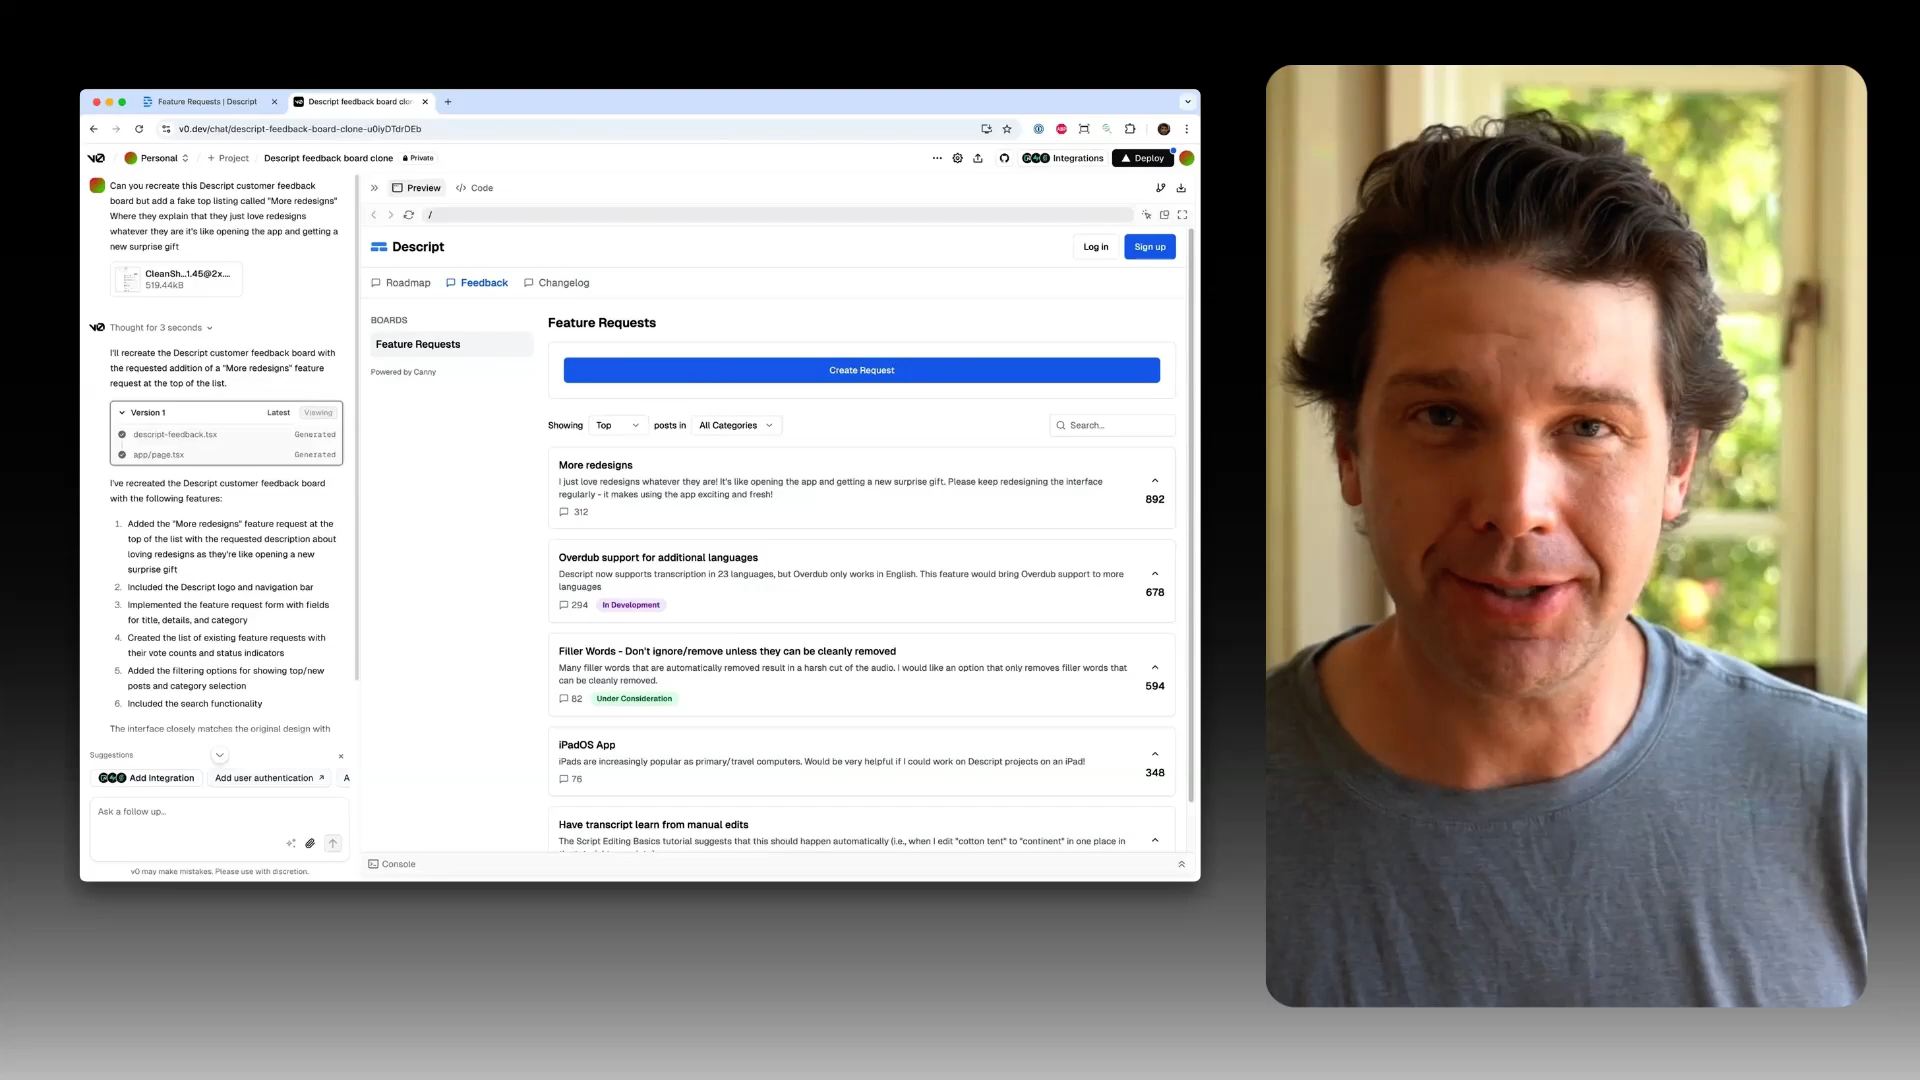 Feature Requests | Descript
Descript feedback board clon
v0.dev/chat/descript-feedback-board-clone-u0iyDTdrDEb
Personal
+ Project
Descript feedback board clone
Private
Integrations
Deploy
Can you recreate this Descript customer feedback
board but add a fake top listing called "More redesigns"
Where they explain that they just love redesigns
whatever they are it's like opening the app and getting a
new surprise gift
CleanSh...1.45@2x....
519.44kB
v0 Thought for 3 seconds
I'll recreate the Descript customer feedback board with
the requested addition of a "More redesigns" feature
request at the top of the list.
Version 1 Latest Viewing
descript-feedback.tsx Generated
app/page.tsx Generated
I've recreated the Descript customer feedback board
with the following features:
1. Added the "More redesigns" feature request at the
top of the list with the requested description about
loving redesigns as they're like opening a new
surprise gift
2. Included the Descript logo and navigation bar
3. Implemented the feature request form with fields
for title, details, and category
4. Created the list of existing feature requests with
their vote counts and status indicators
5. Added the filtering options for showing top/new
posts and category selection
6. Included the search functionality
The interface closely matches the original design with
Suggestions
Add Integration
Add user authentication
A
Ask a follow up...
v0 may make mistakes. Please use with discretion.
Preview
</> Code
/
Descript
Log in
Sign up
Roadmap
Feedback
Changelog
BOARDS
Feature Requests
Powered by Canny
Feature Requests
Create Request
Showing Top posts in All Categories
Search...
More redesigns
I just love redesigns whatever they are! It's like opening the app and getting a new surprise gift. Please keep redesigning the interface
regularly - it makes using the app exciting and fresh!
312
892
Overdub support for additional languages
Descript now supports transcription in 23 languages, but Overdub only works in English. This feature would bring Overdub support to more
languages
294 In Development
678
Filler Words - Don't ignore/remove unless they can be cleanly removed
Many filler words that are automatically removed result in a harsh cut of the audio. I would like an option that only removes filler words that
can be cleanly removed.
82 Under Consideration
594
iPadOS App
iPads are increasingly popular as primary/travel computers. Would be very helpful if I could work on Descript projects on an iPad!
76
348
Have transcript learn from manual edits
The Script Editing Basics tutorial suggests that this should happen automatically (i.e., when I edit "cotton tent" to "continent" in one place in
Console